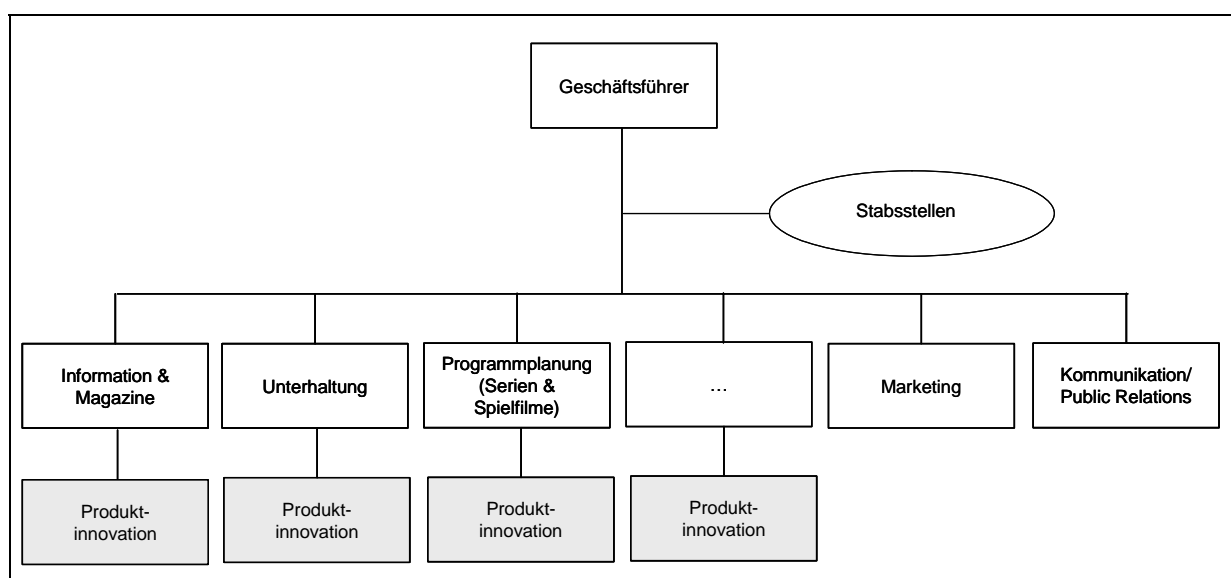 Geschäftsführer
Stabsstellen
Information &
Magazine
Unterhaltung
Programmplanung
(Serien &
Spielfilme)
...
Marketing
Kommunikation/
Public Relations
Produkt-
innovation
Produkt-
innovation
Produkt-
innovation
Produkt-
innovation